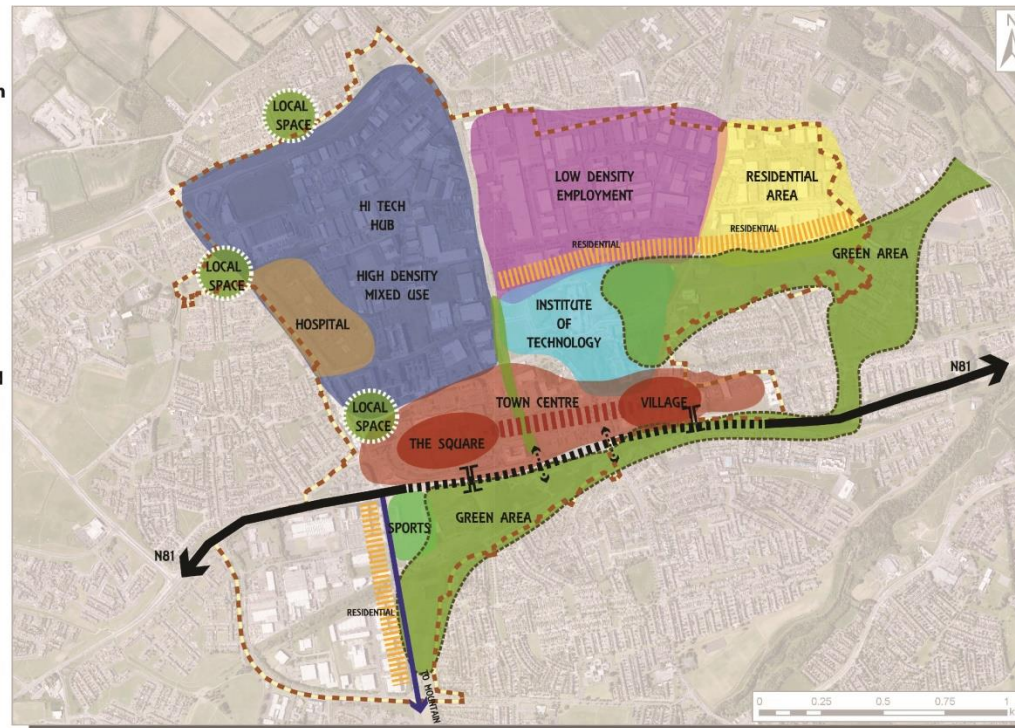 N
LOCAL
SPACE
LOW DENSITY
EMPLOYMENT
RESIDENTIAL
AREA
HI TECH
HUB
RESIDENTIAL
RESIDENTIAL
GREEN AREA
LOCAL
SPACE
HIGH DENSITY
MIXED USE
INSTITUTE
OF
TECHNOLOGY
HOSPITAL
N81
LOCAL
SPACE
TOWN CENTRE
VILLAGE
THE SQUARE
SPORTS
GREEN AREA
N81
RESIDENTIAL
TO MOUNTAIN
0 0.25 0.5 0.75 1